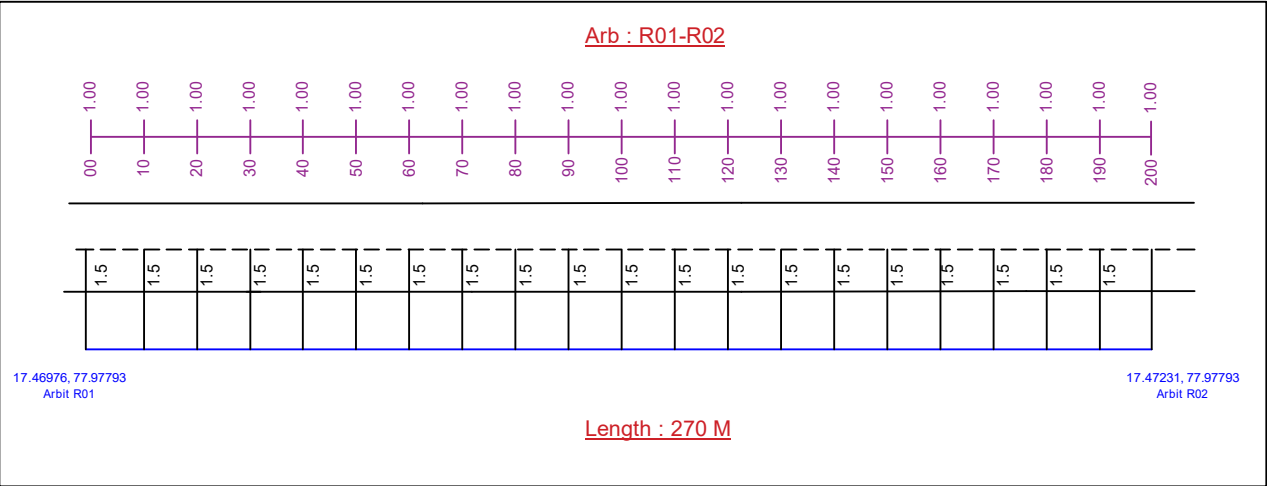 Arb : R01-R02
1.00 1.00 1.00 1.00 1.00 1.00 1.00 1.00 1.00 1.00 1.00 1.00 1.00 1.00 1.00 1.00 1.00 1.00 1.00 1.00 1.00
00 10 20 30 40 50 60 70 80 90 100 110 120 130 140 150 160 170 180 190 200
1.5 1.5 1.5 1.5 1.5 1.5 1.5 1.5 1.5 1.5 1.5 1.5 1.5 1.5 1.5 1.5 1.5 1.5 1.5 1.5
17.46976, 77.97793
Arbit R01
17.47231, 77.97793
Arbit R02
Length : 270 M